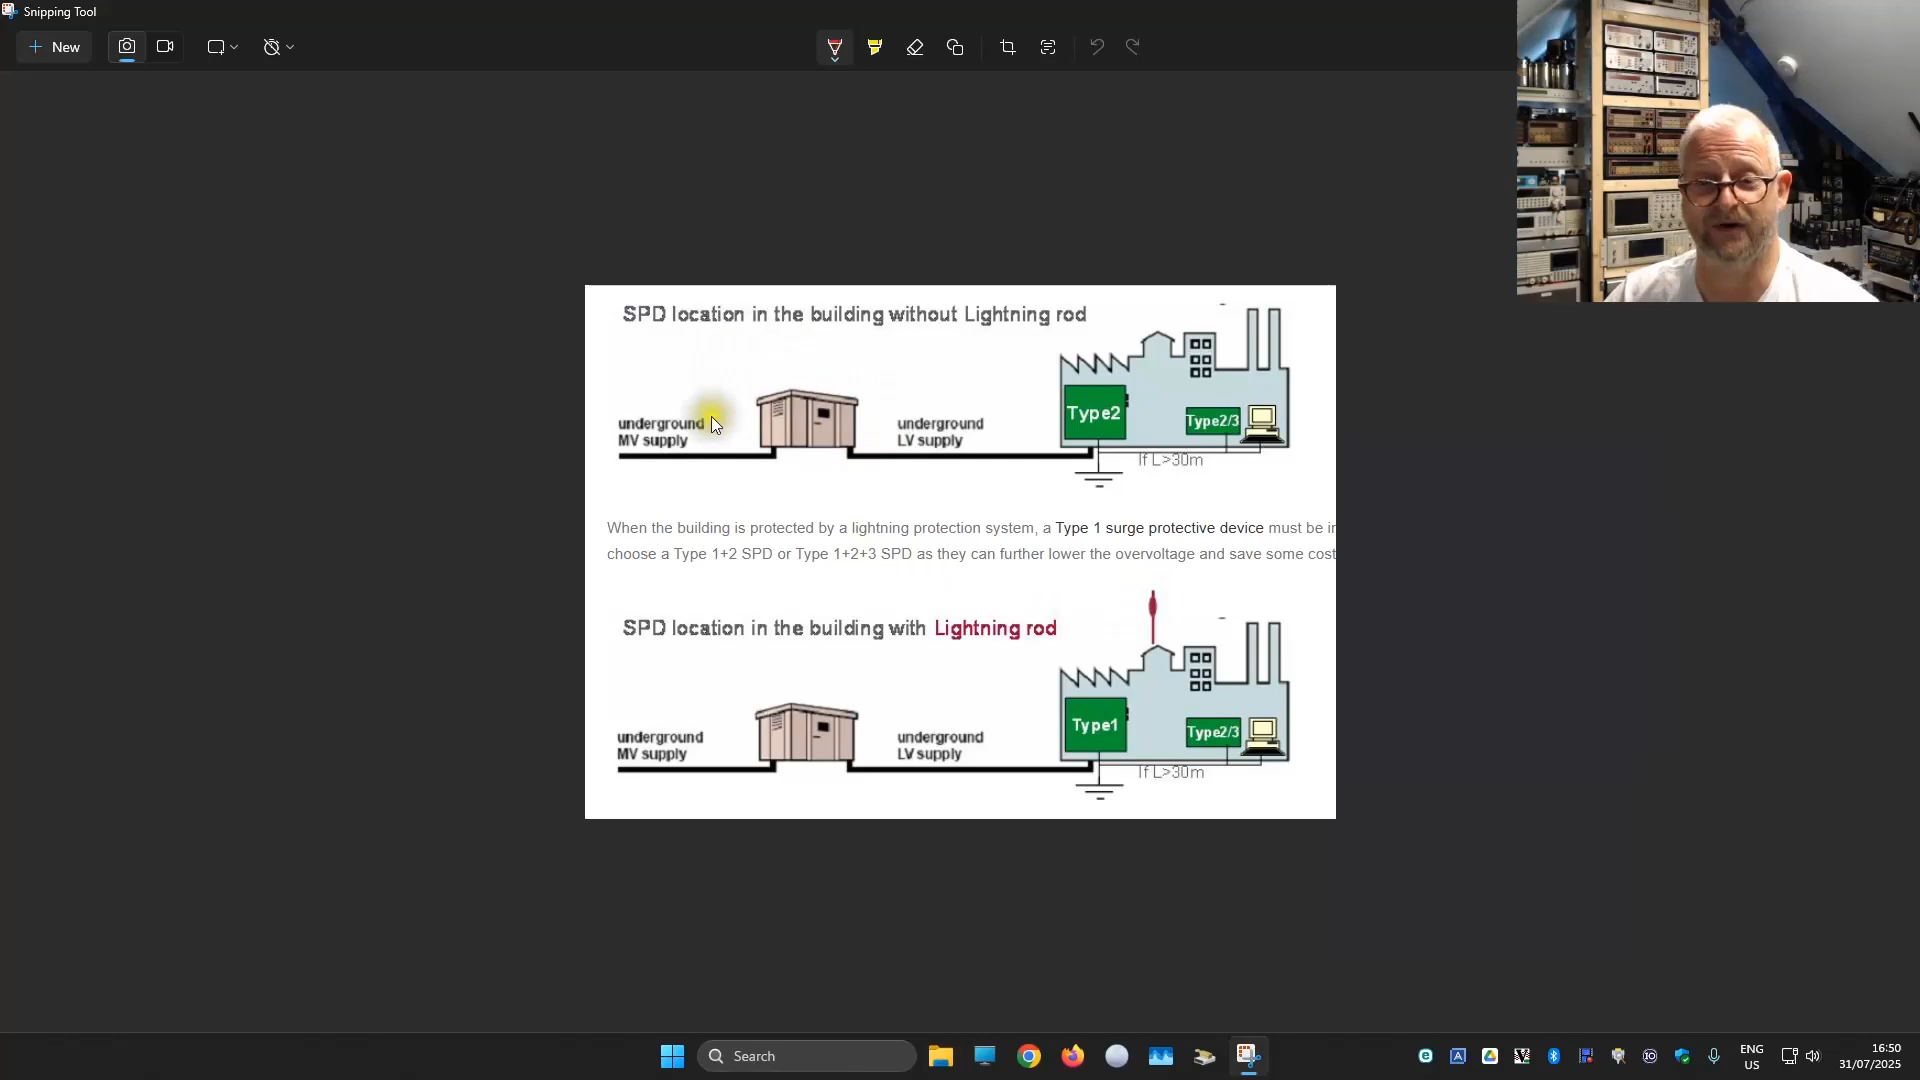 Snipping Tool
New
SPD location in the building without Lightning rod
underground
MV supply
underground
LV supply
Type2
Type2/3
If L>30m
When the building is protected by a lightning protection system, a Type 1 surge protective device must be in
choose a Type 1+2 SPD or Type 1+2+3 SPD as they can further lower the overvoltage and save some cost
SPD location in the building with Lightning rod
underground
MV supply
underground
LV supply
Type1
Type2/3
If L>30m
Search
ENG
US
16:50
31/07/2025